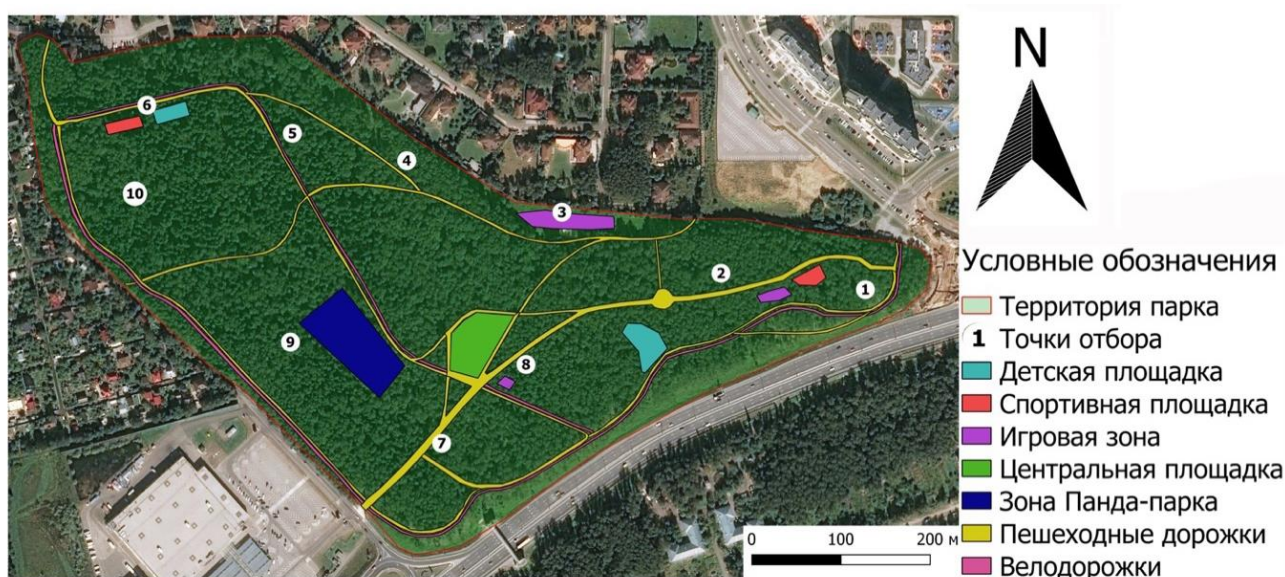 N
6
5
4
10
3
2
1
9
8
7
0 100 200 м
Условные обозначения
Территория парка
1 Точки отбора
Детская площадка
Спортивная площадка
Игровая зона
Центральная площадка
Зона Панда-парка
Пешеходные дорожки
Велодорожки